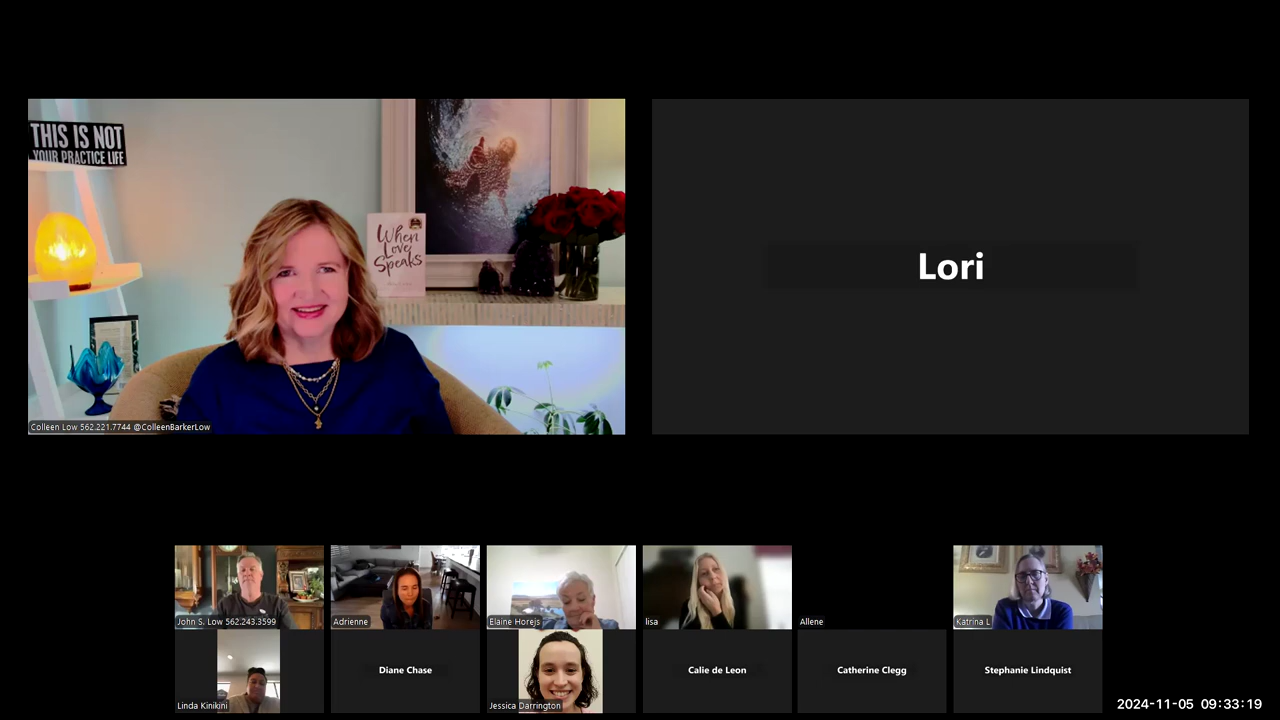 THIS IS NOT
YOUR PRACTICE LIFE
When
Love
Speaks
Colleen Low 562.221.7744 @ColleenBarkerLow
Lori
John S. Low 562.243.3599
Adrienne
Elaine Horejs
lisa
Allene
Katrina L
Linda Kinikini
Diane Chase
Jessica Darrington
Calie de Leon
Catherine Clegg
Stephanie Lindquist
2024-11-05 09:33:19